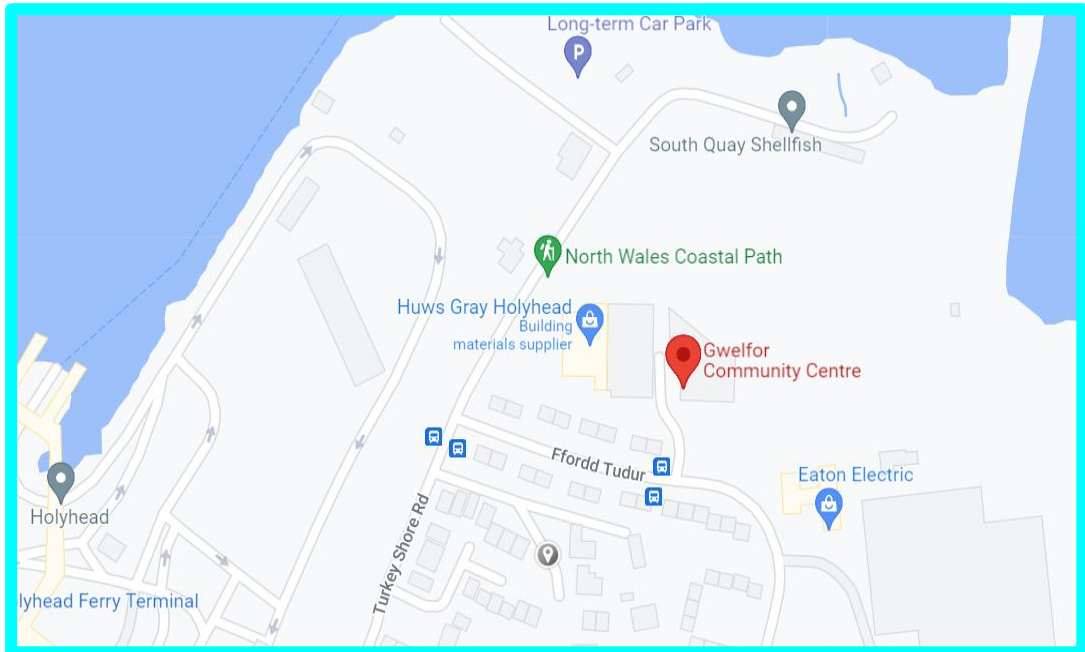 Long-term Car Park
P
South Quay Shellfish
North Wales Coastal Path
Huws Gray Holyhead
Building
materials supplier
Gwelfor
Community Centre
Ffordd Tudur
Eaton Electric
Holyhead
Turkey Shore Rd
lyhead Ferry Terminal